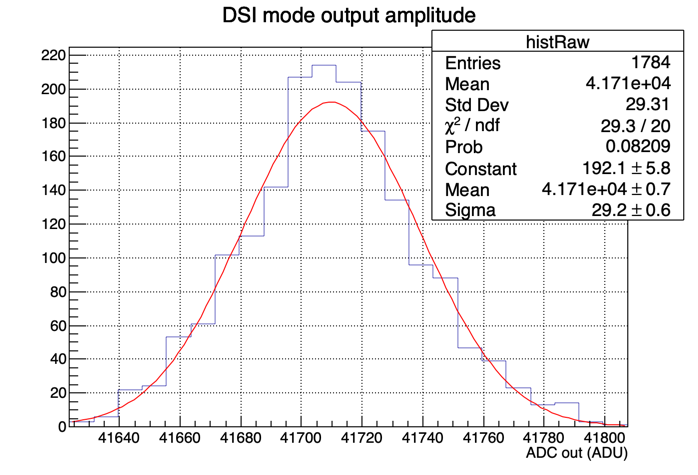 DSI mode output amplitude
histRaw
Entries 1784
Mean 4.171e+04
Std Dev 29.31
χ² / ndf 29.3 / 20
Prob 0.08209
Constant 192.1 ± 5.8
Mean 4.171e+04 ± 0.7
Sigma 29.2 ± 0.6
220
200
180
160
140
120
100
80
60
40
20
0
41640 41660 41680 41700 41720 41740 41760 41780 41800
ADC out (ADU)